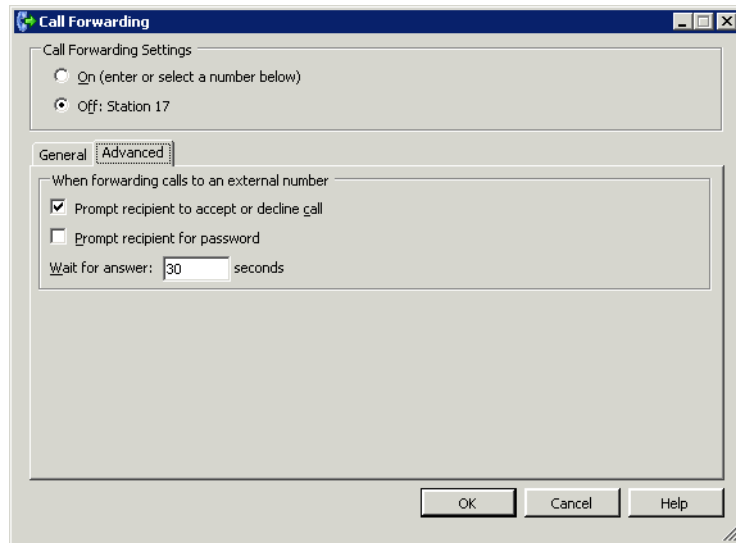 Call Forwarding
Call Forwarding Settings
On (enter or select a number below)
Off: Station 17
General Advanced
When forwarding calls to an external number
Prompt recipient to accept or decline call
Prompt recipient for password
Wait for answer: 30 seconds
OK Cancel Help